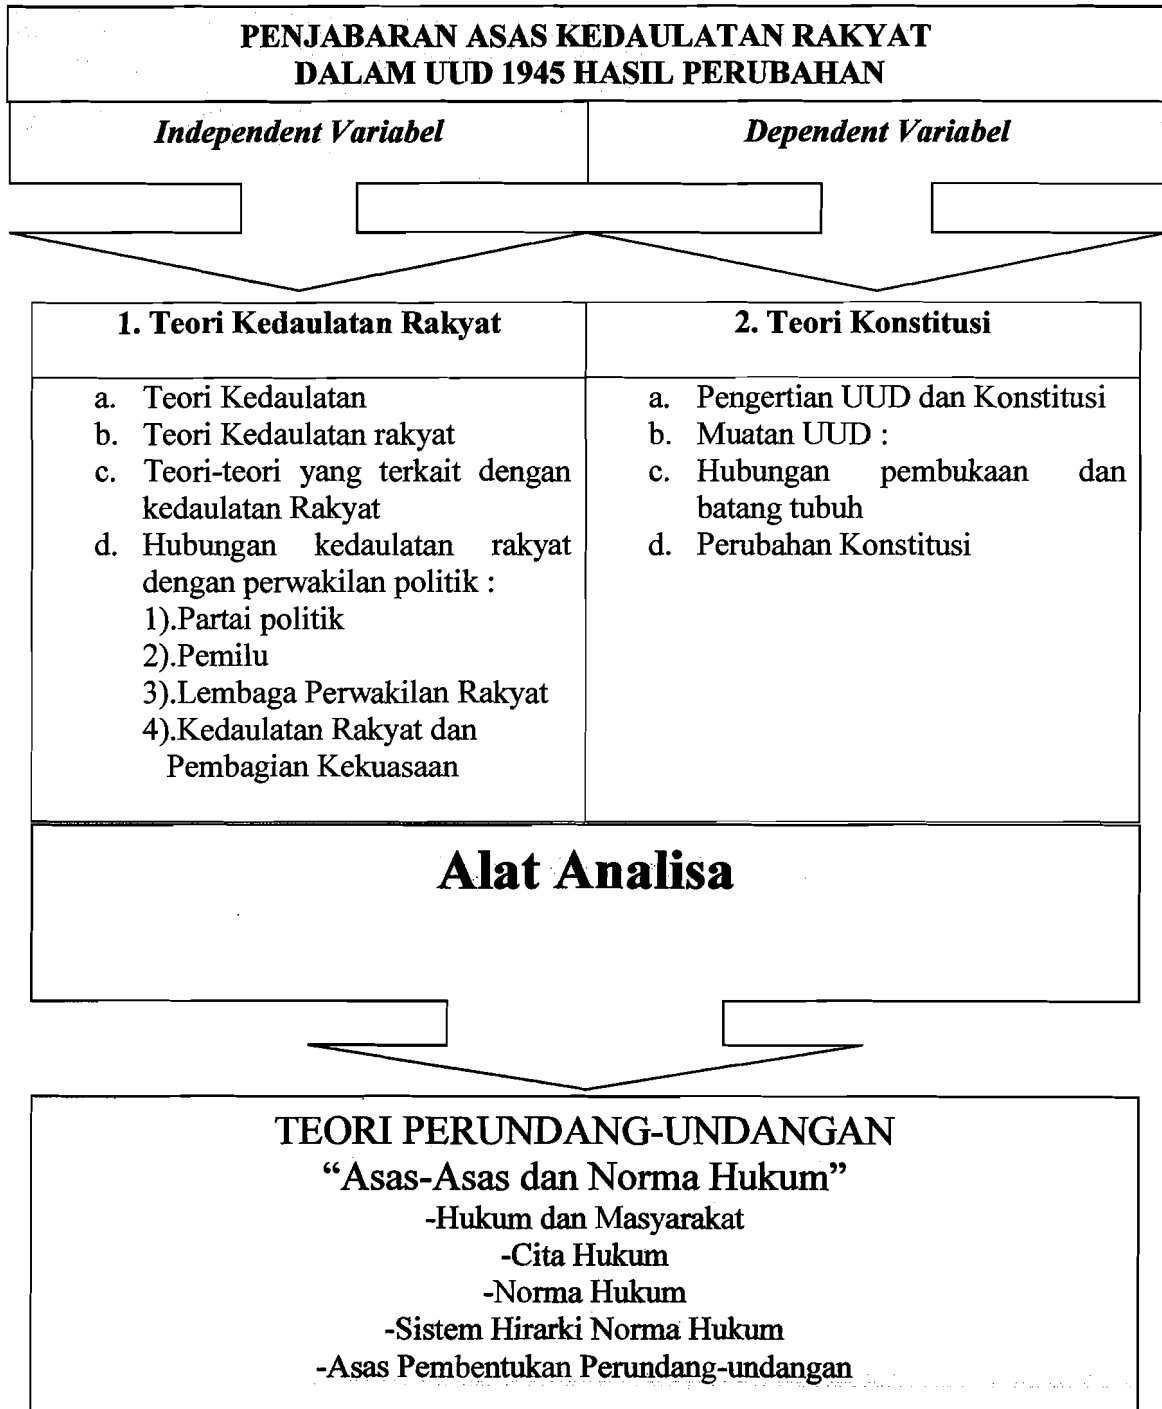 PENJABARAN ASAS KEDAULATAN RAKYAT
DALAM UUD 1945 HASIL PERUBAHAN
Independent Variabel
Dependent Variabel
1. Teori Kedaulatan Rakyat
a. Teori Kedaulatan
b. Teori Kedaulatan rakyat
c. Teori-teori yang terkait dengan
kedaulatan Rakyat
d. Hubungan kedaulatan rakyat
dengan perwakilan politik :
1).Partai politik
2).Pemilu
3).Lembaga Perwakilan Rakyat
4).Kedaulatan Rakyat dan
Pembagian Kekuasaan
2. Teori Konstitusi
a. Pengertian UUD dan Konstitusi
b. Muatan UUD :
c. Hubungan pembukaan dan
batang tubuh
d. Perubahan Konstitusi
Alat Analisa
TEORI PERUNDANG-UNDANGAN
“Asas-Asas dan Norma Hukum”
-Hukum dan Masyarakat
-Cita Hukum
-Norma Hukum
-Sistem Hirarki Norma Hukum
-Asas Pembentukan Perundang-undangan